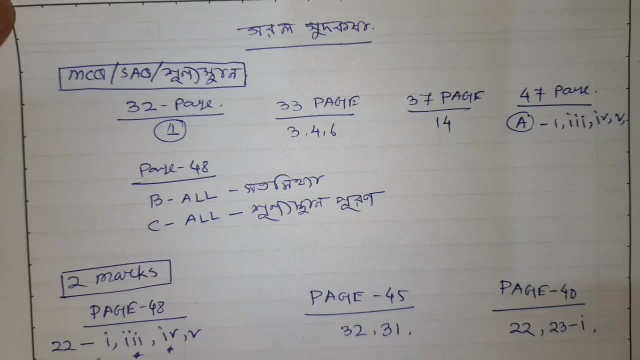 সরল সুদকষা
MCQ/SAQ/শূন্যস্থান
32-Page. 33 PAGE 37 PAGE 47 Page.
1 3,4,6 14 A - i, iii, iv, v,
Page-48
B- ALL - সত্য মিথ্যা
C- ALL - শূন্যস্থান পূরণ
2 marks
PAGE-48 PAGE-45 PAGE-40
22 - i, iii, iv, v 32, 31, 22, 23-i,